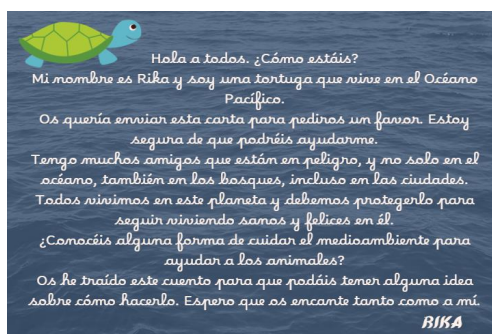 Hola a todos. ¿Cómo estáis?
Mi nombre es Rika y soy una tortuga que vive en el Océano
Pacífico.
Os quería enviar esta carta para pediros un favor. Estoy
segura de que podréis ayudarme.
Tengo muchos amigos que están en peligro, y no solo en el
océano, también en los bosques, incluso en las ciudades.
Todos vivimos en este planeta y debemos protegerlo para
seguir viviendo sanos y felices en él.
¿Conocéis alguna forma de cuidar el medioambiente para
ayudar a los animales?
Os he traído este cuento para que podáis tener alguna idea
sobre cómo hacerlo. Espero que os encante tanto como a mí.
RIKA